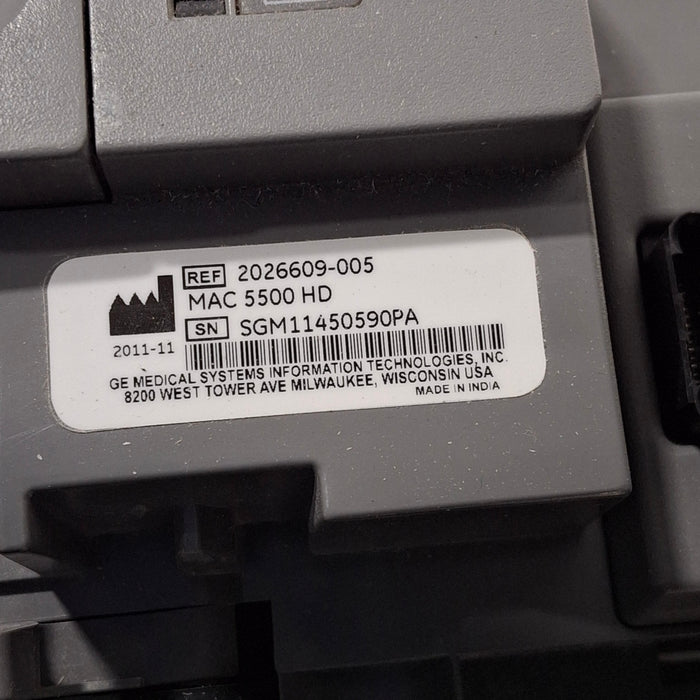 REF 2026609-005
MAC 5500 HD
SN SGM11450590PA
2011-11
GE MEDICAL SYSTEMS INFORMATION TECHNOLOGIES, INC.
8200 WEST TOWER AVE MILWAUKEE, WISCONSIN USA
MADE IN INDIA